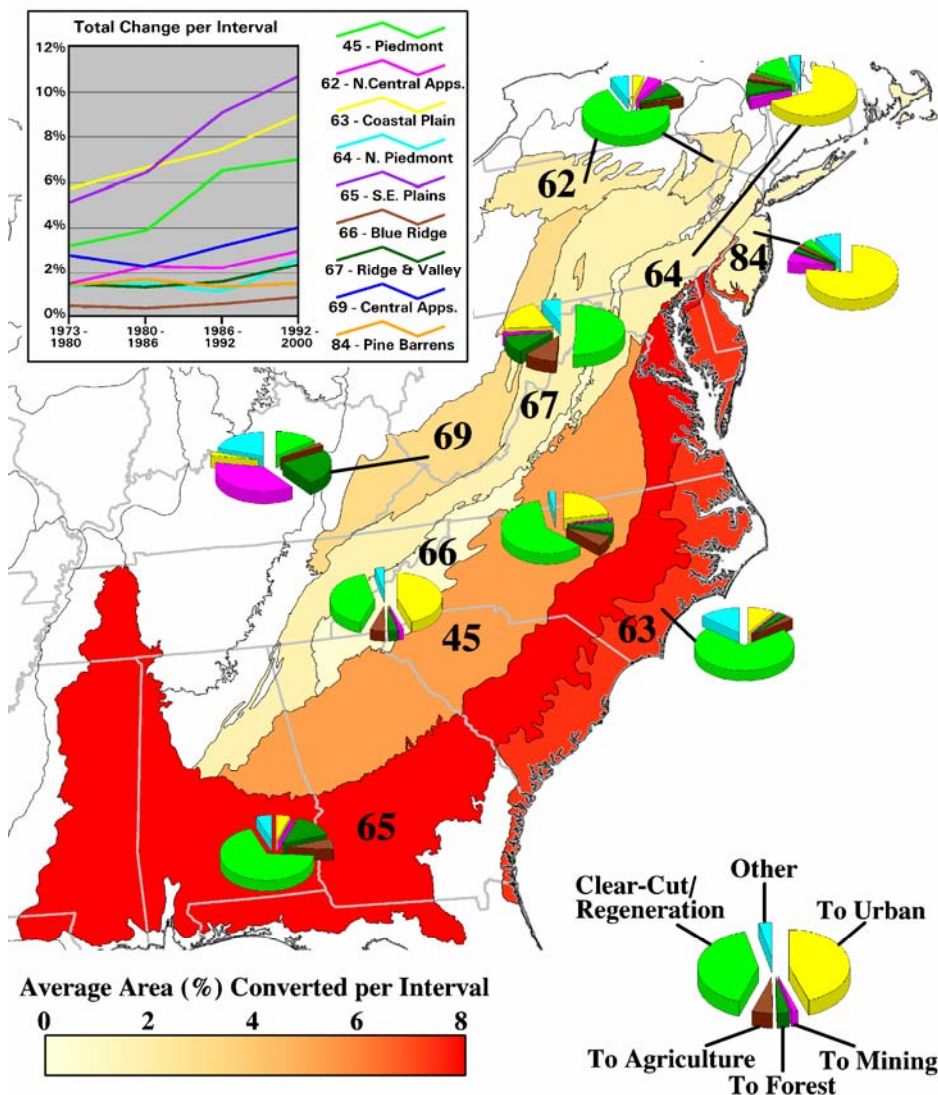 Total Change per Interval
12%
10%
8%
6%
4%
2%
0%
1973 -
1980
1980 -
1986
1986 -
1992
1992 -
2000
45 - Piedmont
62 - N.Central Apps.
63 - Coastal Plain
64 - N. Piedmont
65 - S.E. Plains
66 - Blue Ridge
67 - Ridge & Valley
69 - Central Apps.
84 - Pine Barrens
62
64
84
67
69
66
45
63
65
Average Area (%) Converted per Interval
0 2 4 6 8
Clear-Cut/
Regeneration
Other
To Urban
To Agriculture
To Forest
To Mining